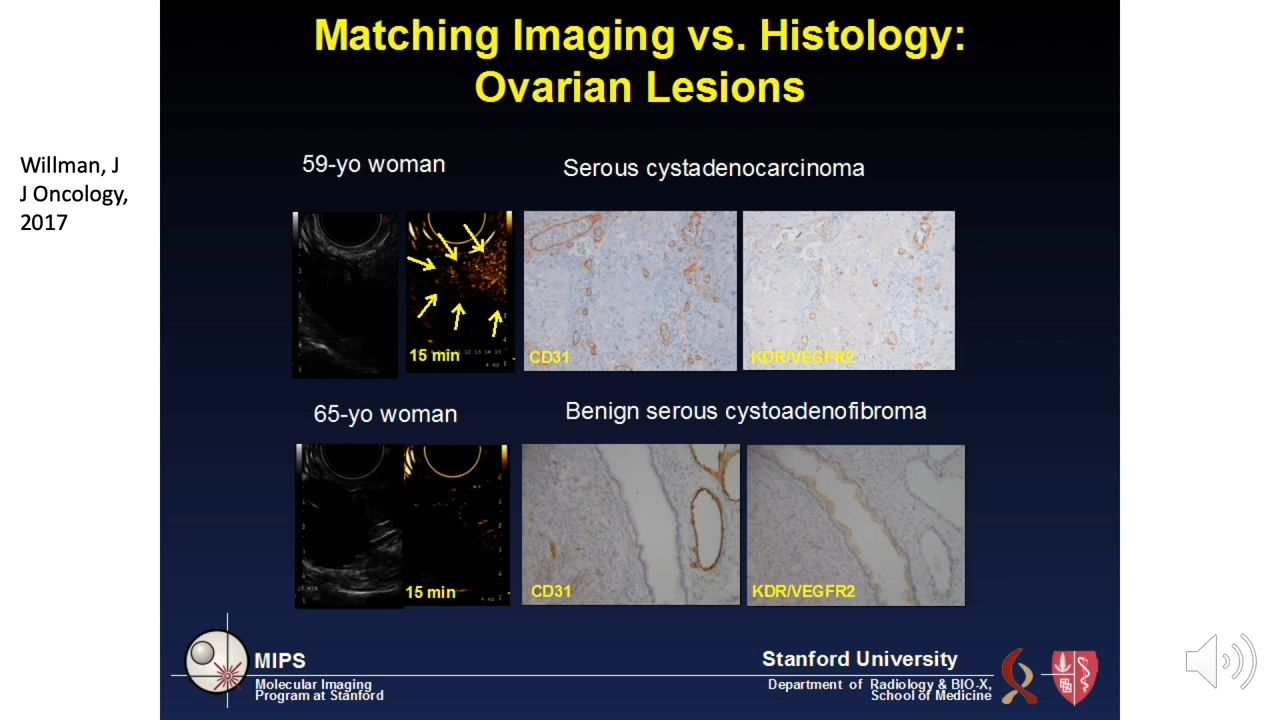 Matching Imaging vs. Histology:
Ovarian Lesions
Willman, J
J Oncology,
2017
59-yo woman
Serous cystadenocarcinoma
15 min
CD31
KDR/VEGFR2
65-yo woman
Benign serous cystoadenofibroma
15 min
CD31
KDR/VEGFR2
MIPS
Molecular Imaging
Program at Stanford
Stanford University
Department of Radiology & BIO-X,
School of Medicine